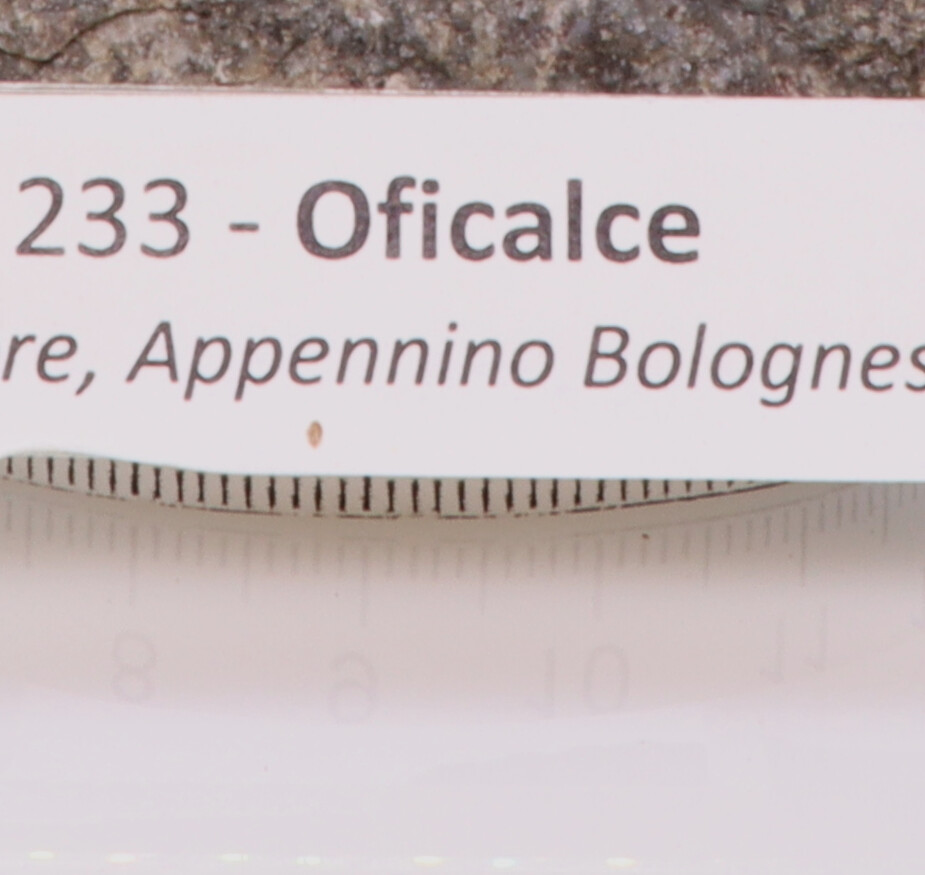 233 - Oficalce
re, Appennino Bolognes
8 9 10 11